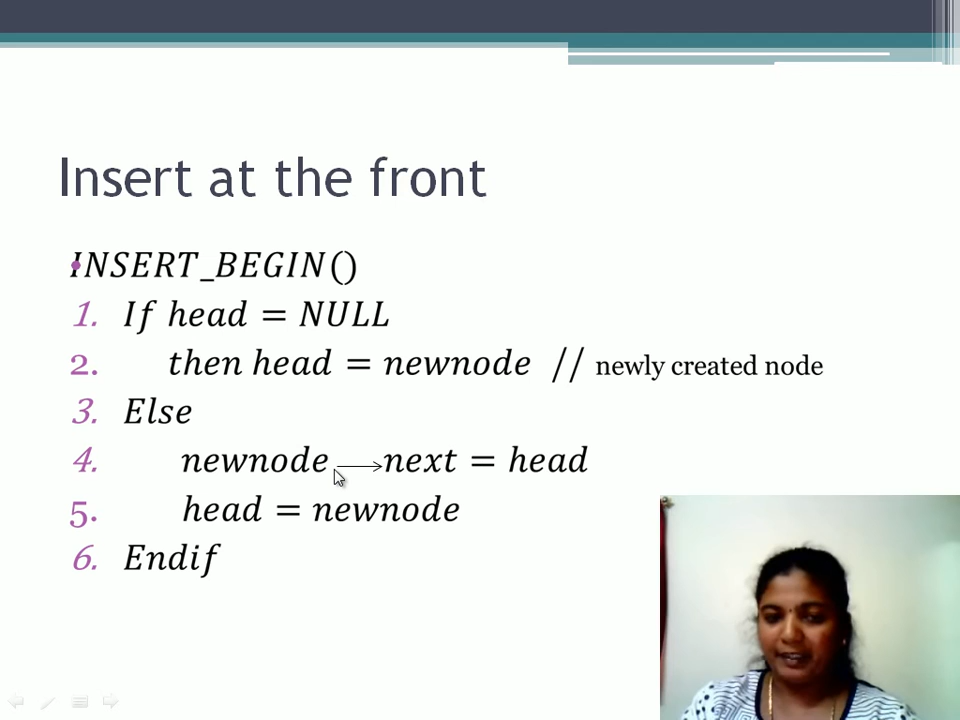 Insert at the front
INSERT_BEGIN()
1. If head = NULL
2. then head = newnode // newly created node
3. Else
4. newnode ⟶ next = head
5. head = newnode
6. Endif